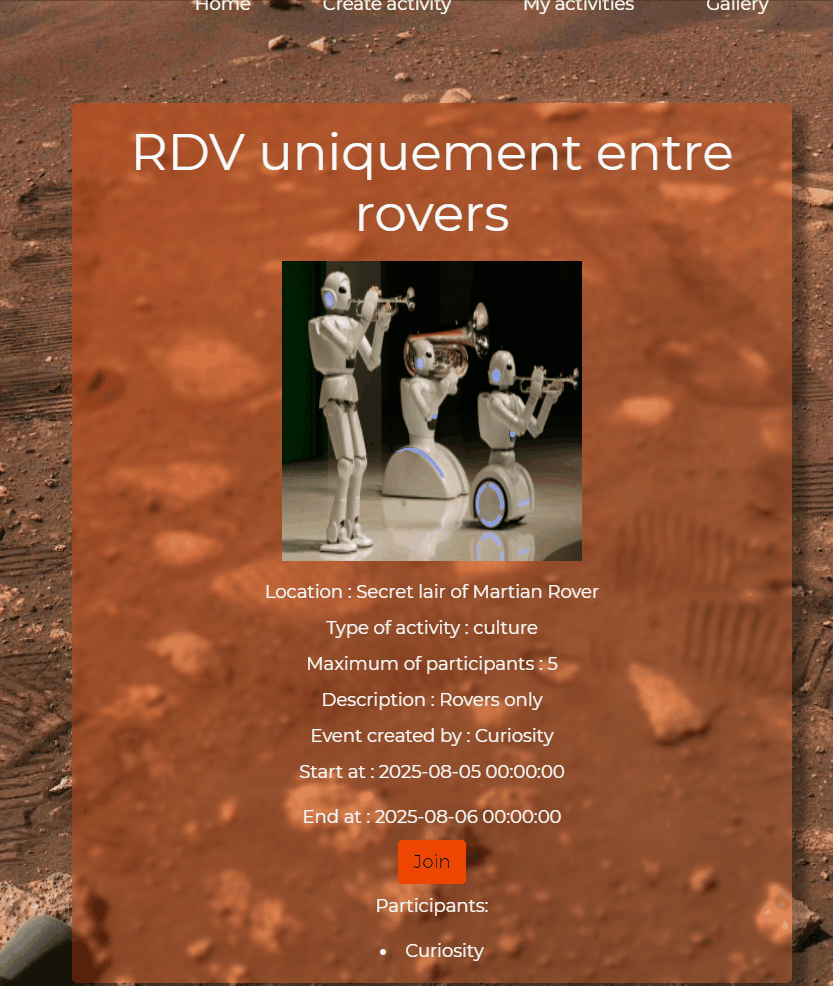 Home Create activity My activities Gallery
RDV uniquement entre
rovers
Location : Secret lair of Martian Rover
Type of activity : culture
Maximum of participants : 5
Description : Rovers only
Event created by : Curiosity
Start at : 2025-08-05 00:00:00
End at : 2025-08-06 00:00:00
Join
Participants:
• Curiosity